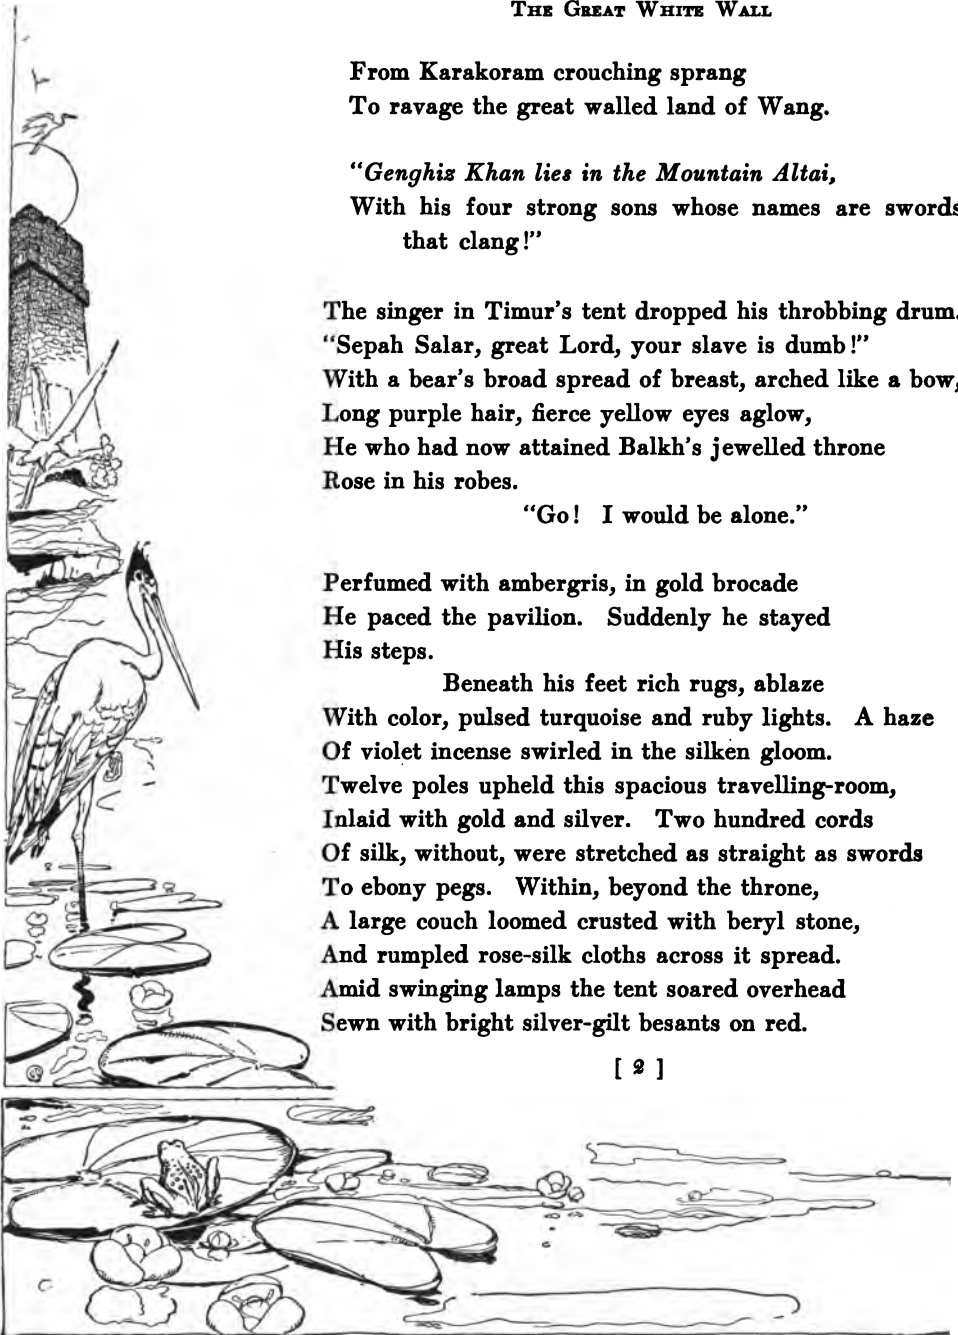 THE GREAT WHITE WALL
From Karakoram crouching sprang
To ravage the great walled land of Wang.
"Genghiz Khan lies in the Mountain Altai,
With his four strong sons whose names are swords
that clang!"
The singer in Timur's tent dropped his throbbing drum.
"Sepah Salar, great Lord, your slave is dumb!"
With a bear's broad spread of breast, arched like a bow,
Long purple hair, fierce yellow eyes aglow,
He who had now attained Balkh's jewelled throne
Rose in his robes.
"Go! I would be alone."
Perfumed with ambergris, in gold brocade
He paced the pavilion. Suddenly he stayed
His steps.
Beneath his feet rich rugs, ablaze
With color, pulsed turquoise and ruby lights. A haze
Of violet incense swirled in the silken gloom.
Twelve poles upheld this spacious travelling-room,
Inlaid with gold and silver. Two hundred cords
Of silk, without, were stretched as straight as swords
To ebony pegs. Within, beyond the throne,
A large couch loomed crusted with beryl stone,
And rumpled rose-silk cloths across it spread.
Amid swinging lamps the tent soared overhead
Sewn with bright silver-gilt besants on red.
[ 2 ]